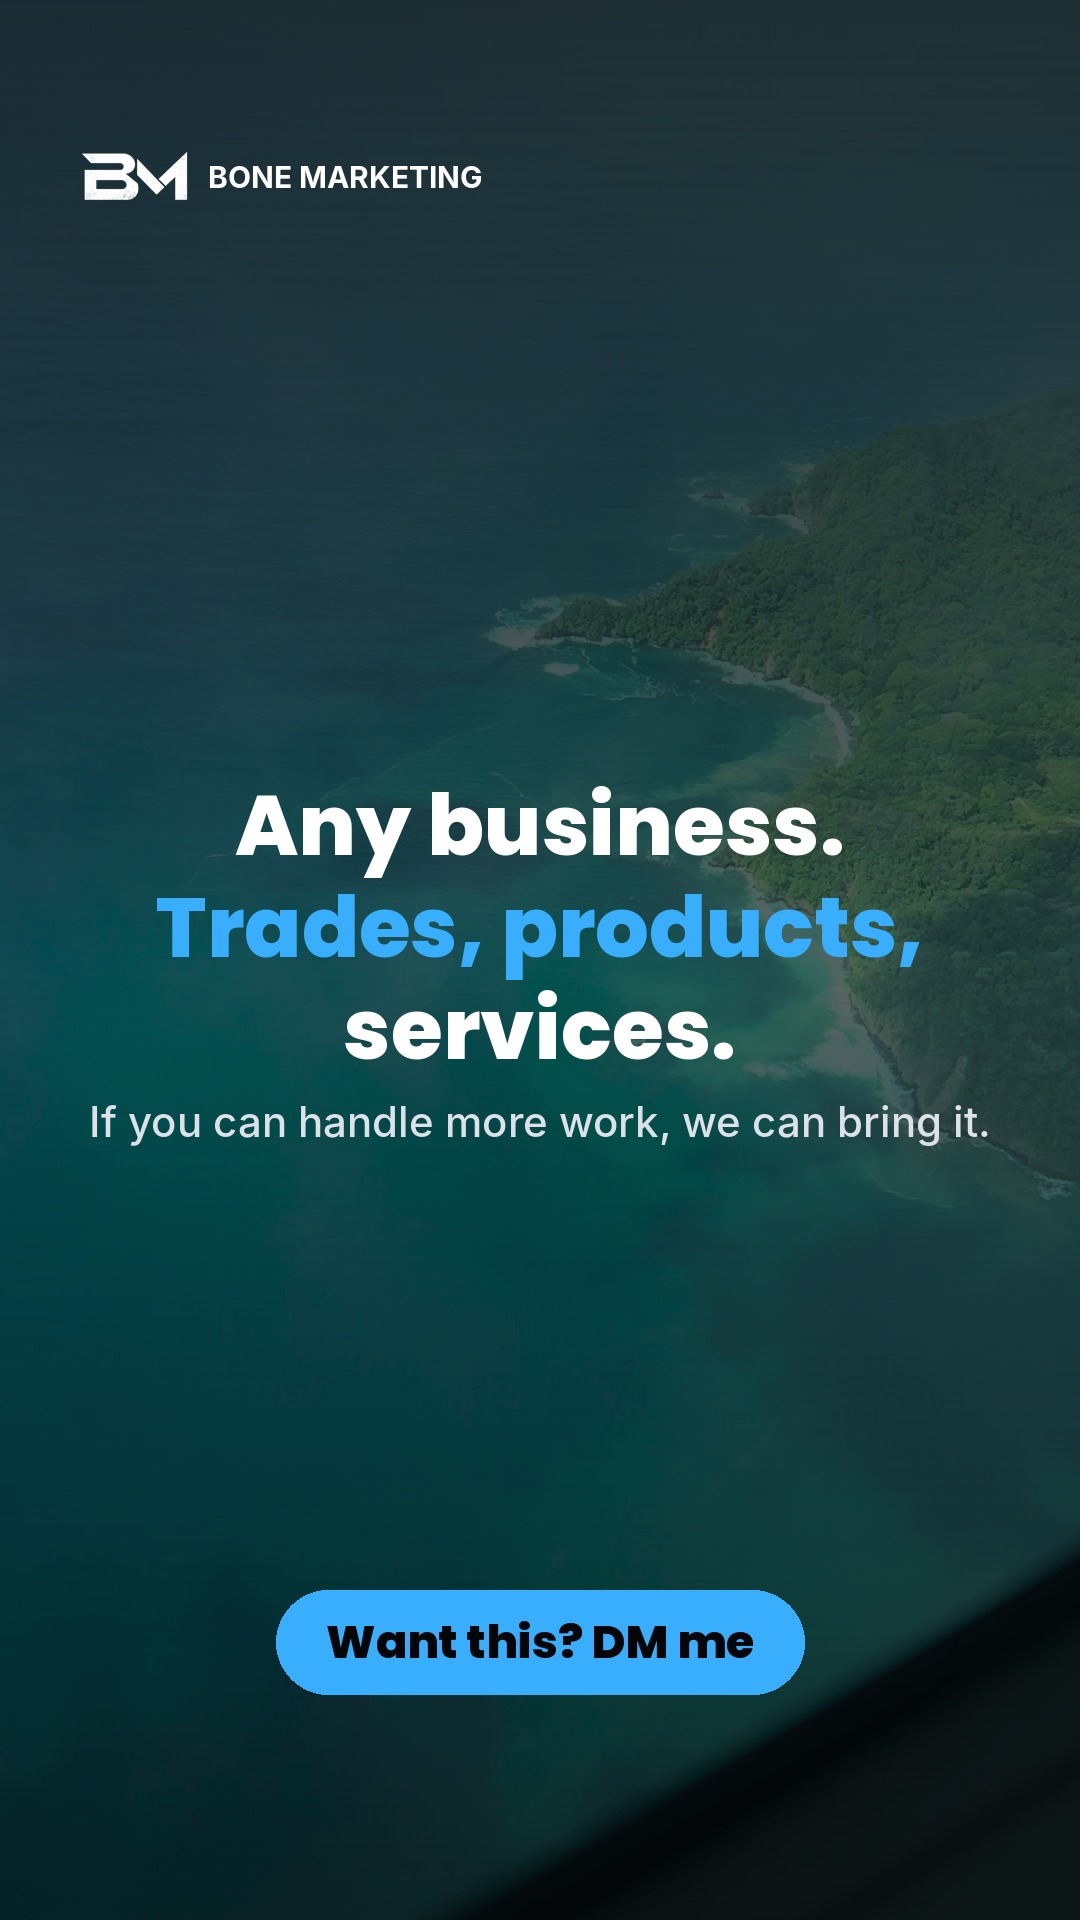 BM BONE MARKETING
Any business.
Trades, products,
services.
If you can handle more work, we can bring it.
Want this? DM me